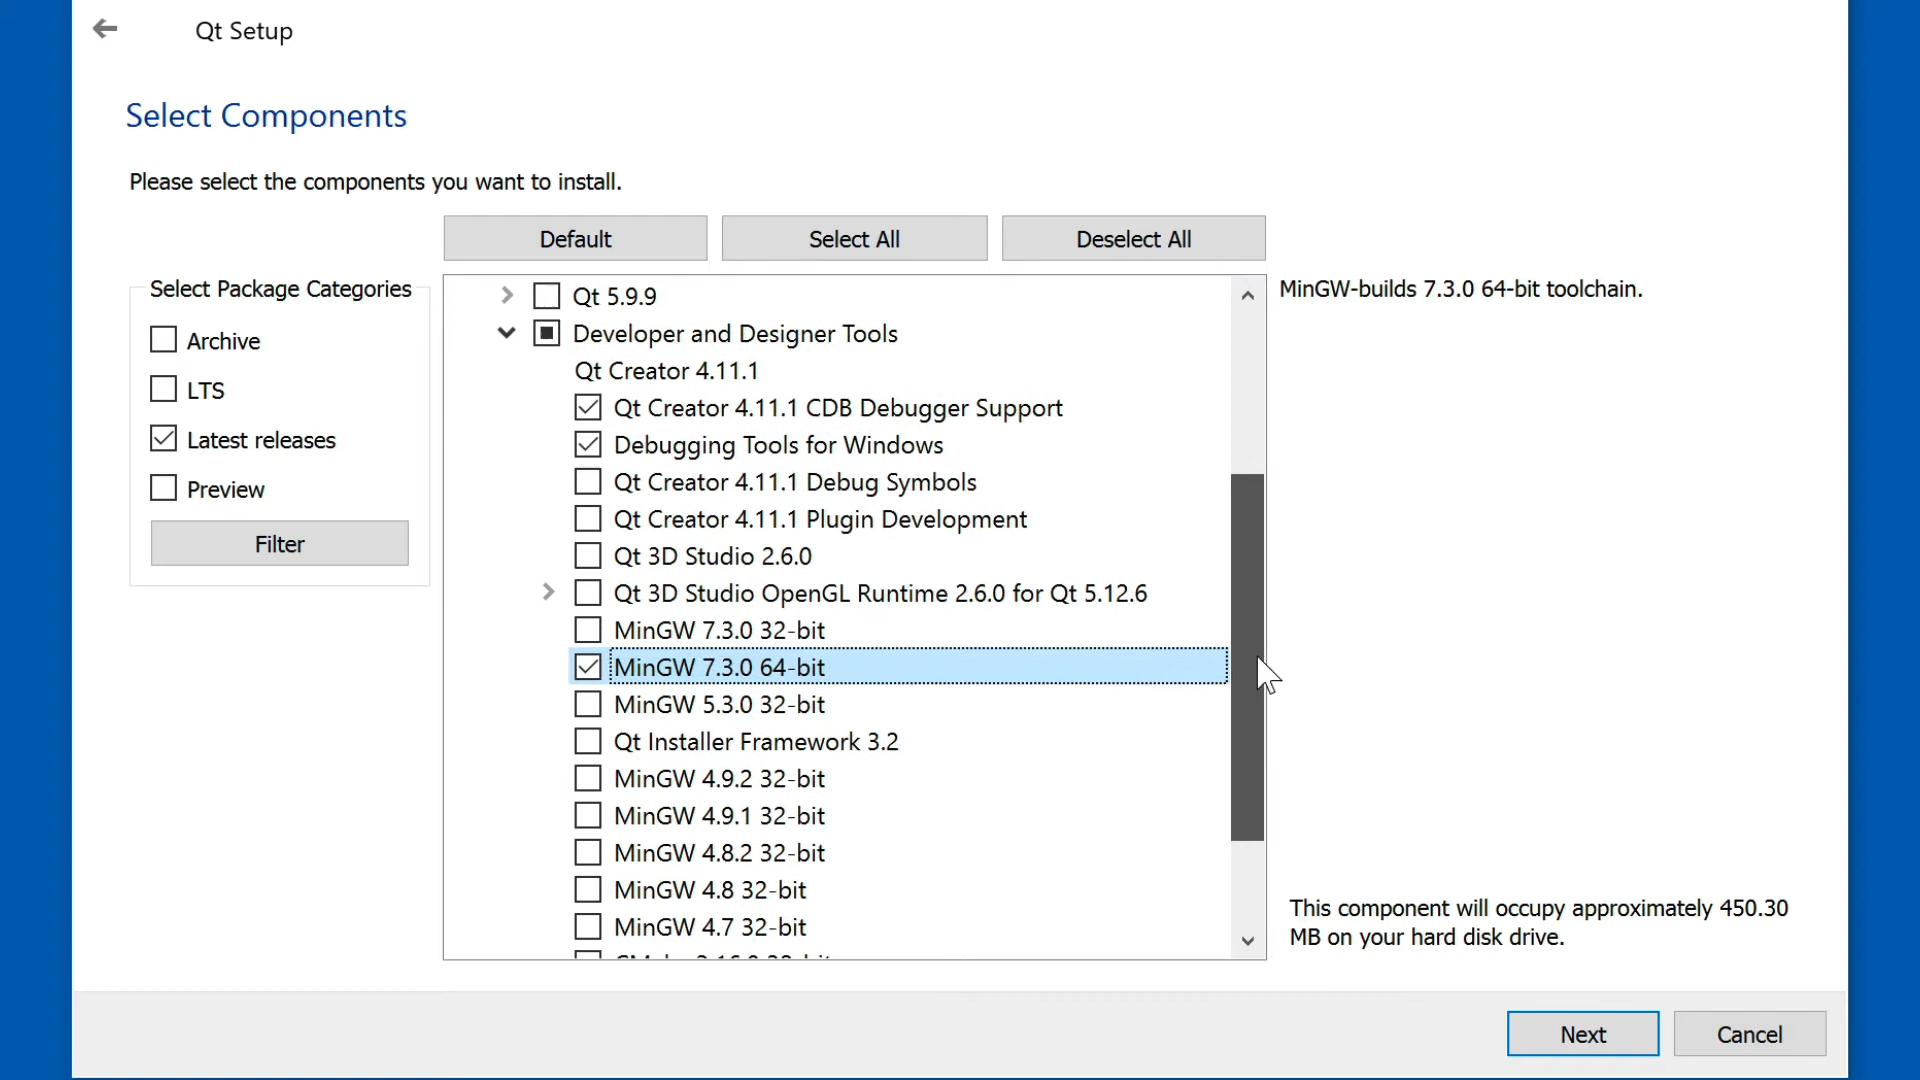 Qt Setup
Select Components
Please select the components you want to install.
Default
Select All
Deselect All
Select Package Categories
Archive
LTS
Latest releases
Preview
Filter
Qt 5.9.9
Developer and Designer Tools
Qt Creator 4.11.1
Qt Creator 4.11.1 CDB Debugger Support
Debugging Tools for Windows
Qt Creator 4.11.1 Debug Symbols
Qt Creator 4.11.1 Plugin Development
Qt 3D Studio 2.6.0
Qt 3D Studio OpenGL Runtime 2.6.0 for Qt 5.12.6
MinGW 7.3.0 32-bit
MinGW 7.3.0 64-bit
MinGW 5.3.0 32-bit
Qt Installer Framework 3.2
MinGW 4.9.2 32-bit
MinGW 4.9.1 32-bit
MinGW 4.8.2 32-bit
MinGW 4.8 32-bit
MinGW 4.7 32-bit
MinGW-builds 7.3.0 64-bit toolchain.
This component will occupy approximately 450.30
MB on your hard disk drive.
Next
Cancel